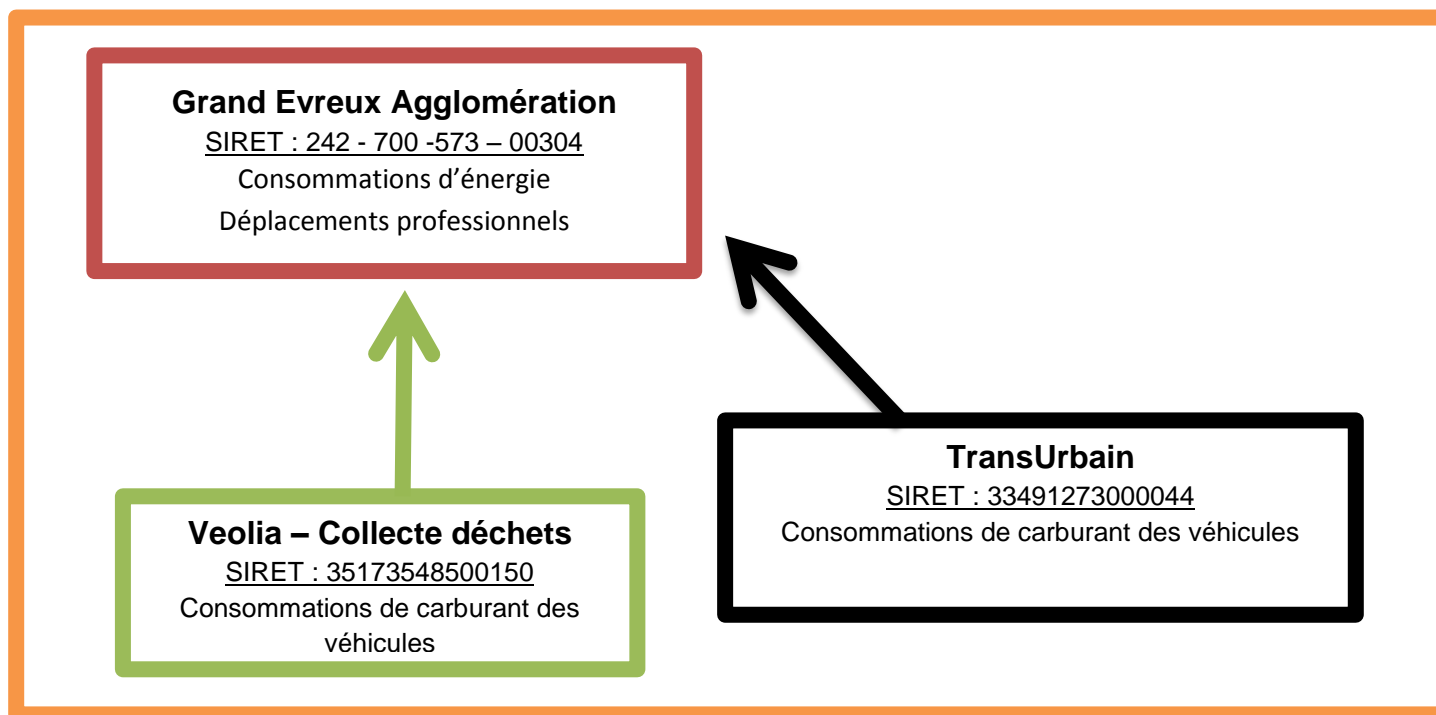 Grand Evreux Agglomération
SIRET : 242 - 700 -573 – 00304
Consommations d’énergie
Déplacements professionnels
Veolia – Collecte déchets
SIRET : 35173548500150
Consommations de carburant des
véhicules
TransUrbain
SIRET : 33491273000044
Consommations de carburant des véhicules